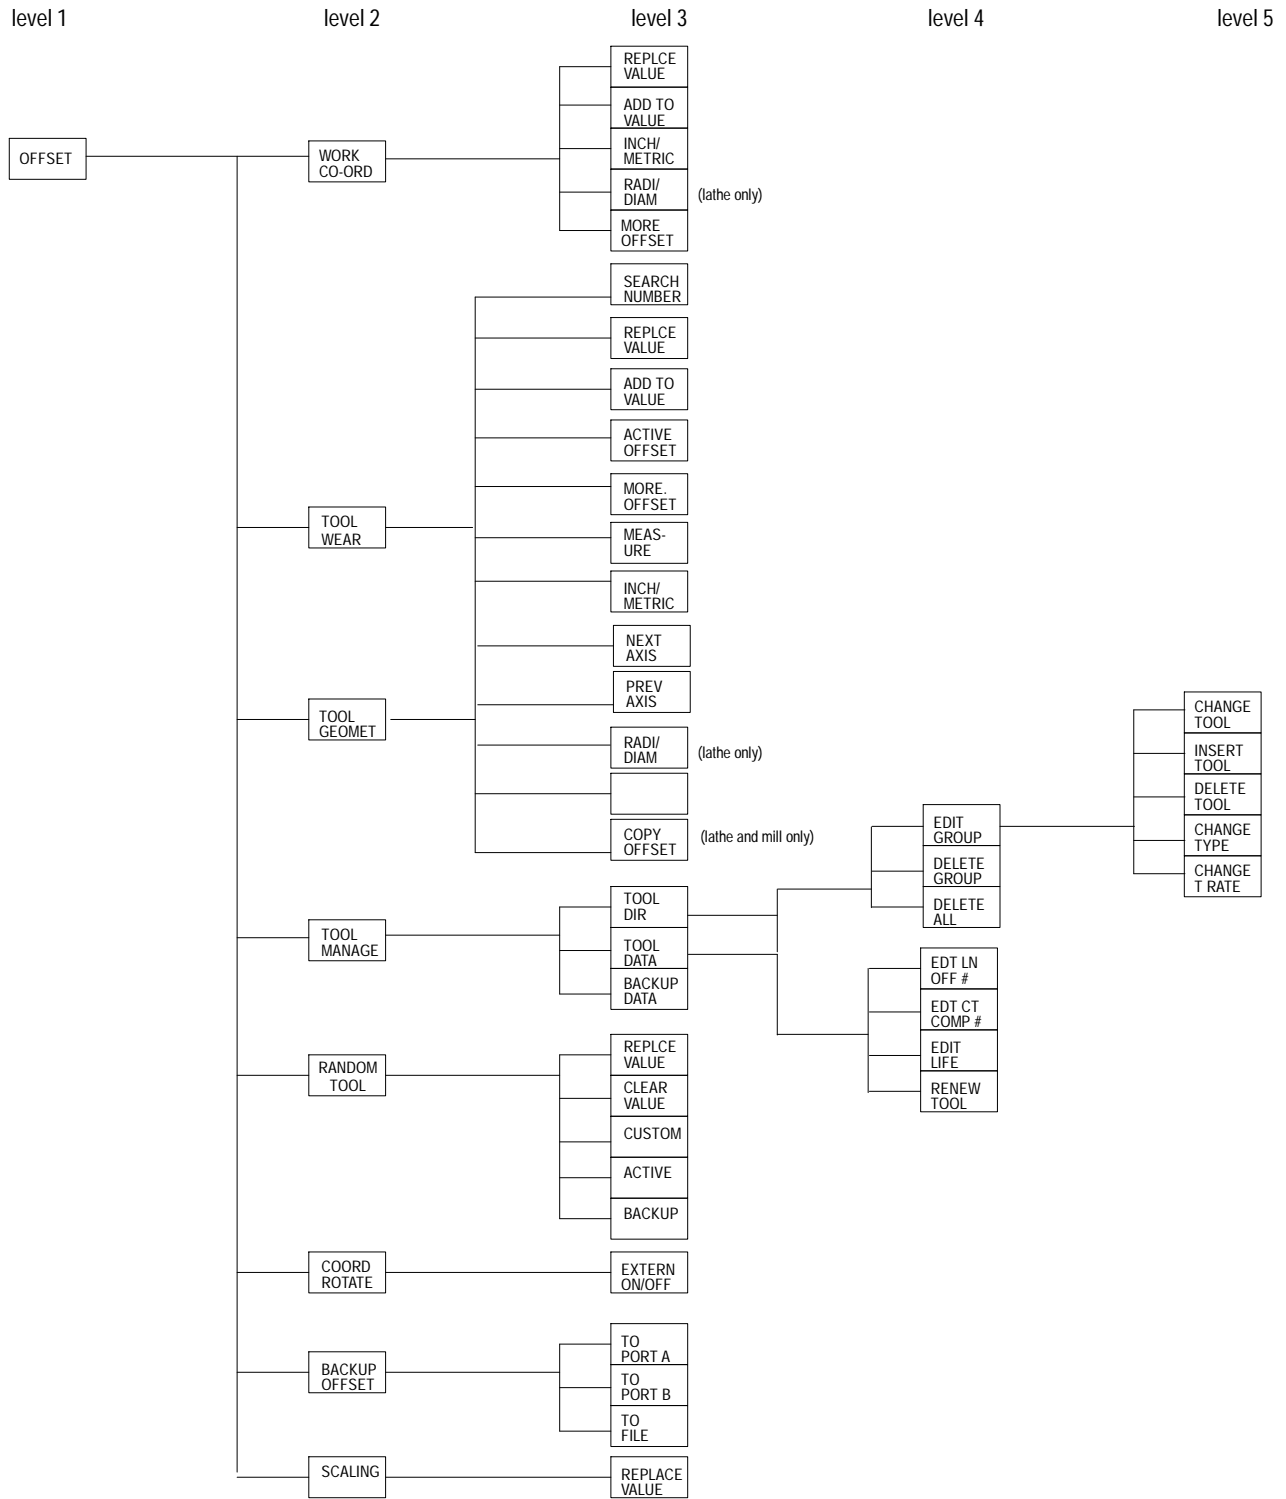 level 1
level 2
level 3
level 4
level 5
OFFSET
WORK
CO-ORD
REPLCE
VALUE
ADD TO
VALUE
INCH/
METRIC
RADI/
DIAM
(lathe only)
MORE
OFFSET
TOOL
WEAR
TOOL
GEOMET
SEARCH
NUMBER
REPLCE
VALUE
ADD TO
VALUE
ACTIVE
OFFSET
MORE.
OFFSET
MEAS-
URE
INCH/
METRIC
NEXT
AXIS
PREV
AXIS
RADI/
DIAM
(lathe only)
COPY
OFFSET
(lathe and mill only)
TOOL
MANAGE
TOOL
DIR
TOOL
DATA
BACKUP
DATA
EDIT
GROUP
DELETE
GROUP
DELETE
ALL
CHANGE
TOOL
INSERT
TOOL
DELETE
TOOL
CHANGE
TYPE
CHANGE
T RATE
EDT LN
OFF #
EDT CT
COMP #
EDIT
LIFE
RENEW
TOOL
RANDOM
TOOL
REPLCE
VALUE
CLEAR
VALUE
CUSTOM
ACTIVE
BACKUP
COORD
ROTATE
EXTERN
ON/OFF
BACKUP
OFFSET
TO
PORT A
TO
PORT B
TO
FILE
SCALING
REPLACE
VALUE